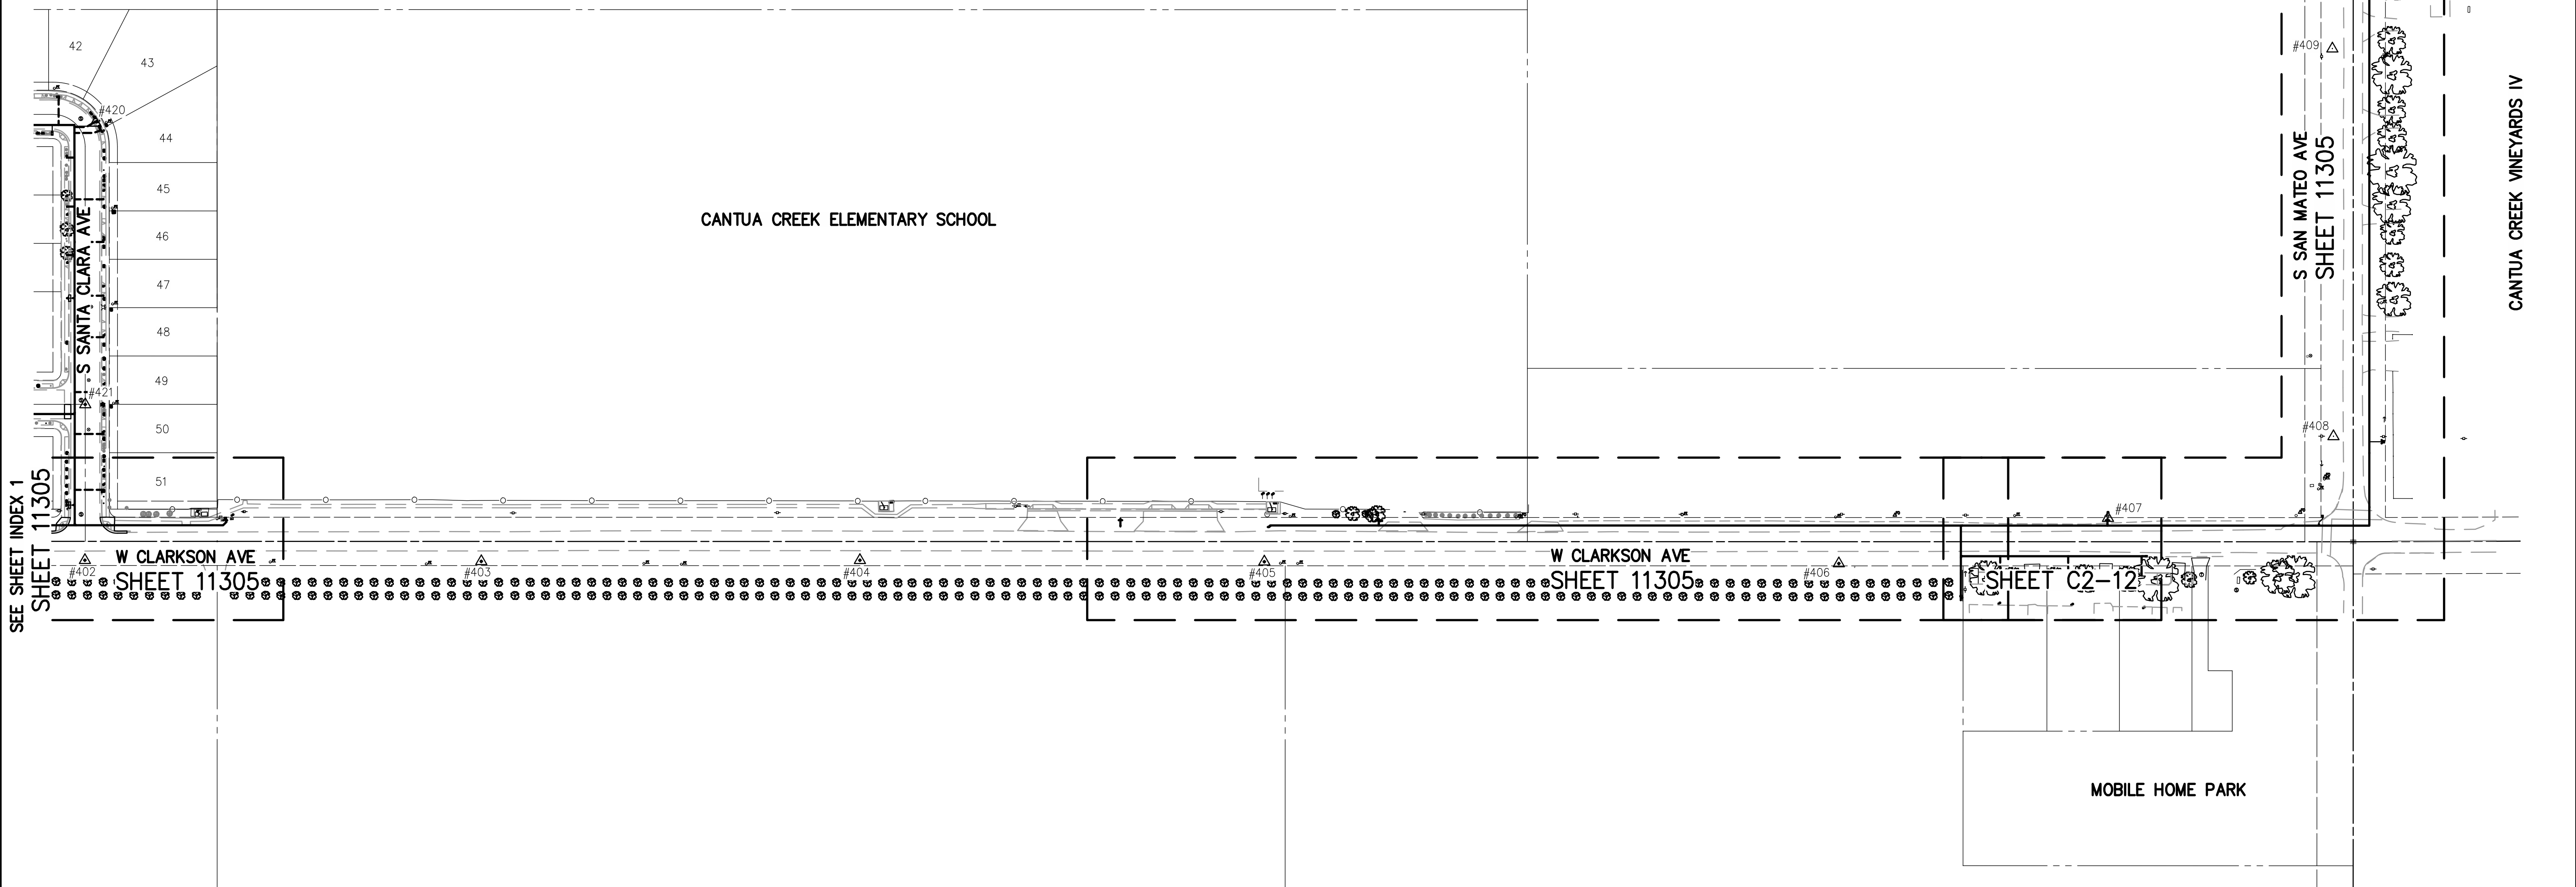 42
43
#420
44
45
46
47
48
49
#421
50
51
S SANTA CLARA AVE
CANTUA CREEK ELEMENTARY SCHOOL
#409
S SAN MATEO AVE
SHEET 11305
CANTUA CREEK VINEYARDS IV
#408
#407
SEE SHEET INDEX 1
SHEET 11305
#402
W CLARKSON AVE
SHEET 11305
#403
#404
#405
W CLARKSON AVE
SHEET 11305
#406
SHEET C2-12
MOBILE HOME PARK